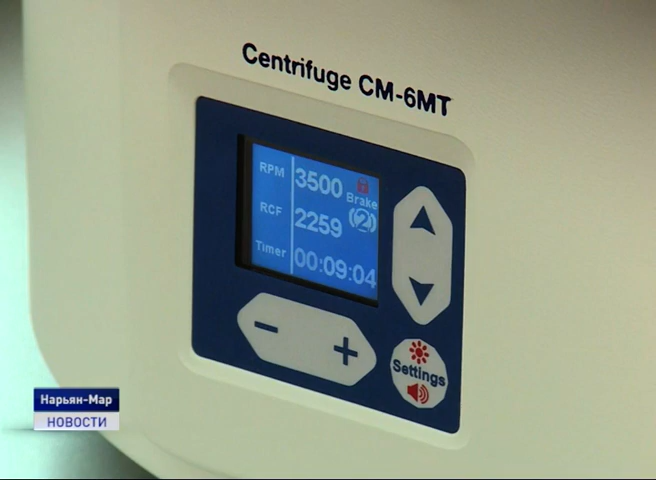 Centrifuge CM-6MT
RPM 3500
Brake
RCF 2259 (2)
Timer 00:09:04
− +
Settings
Нарьян-Мар
НОВОСТИ